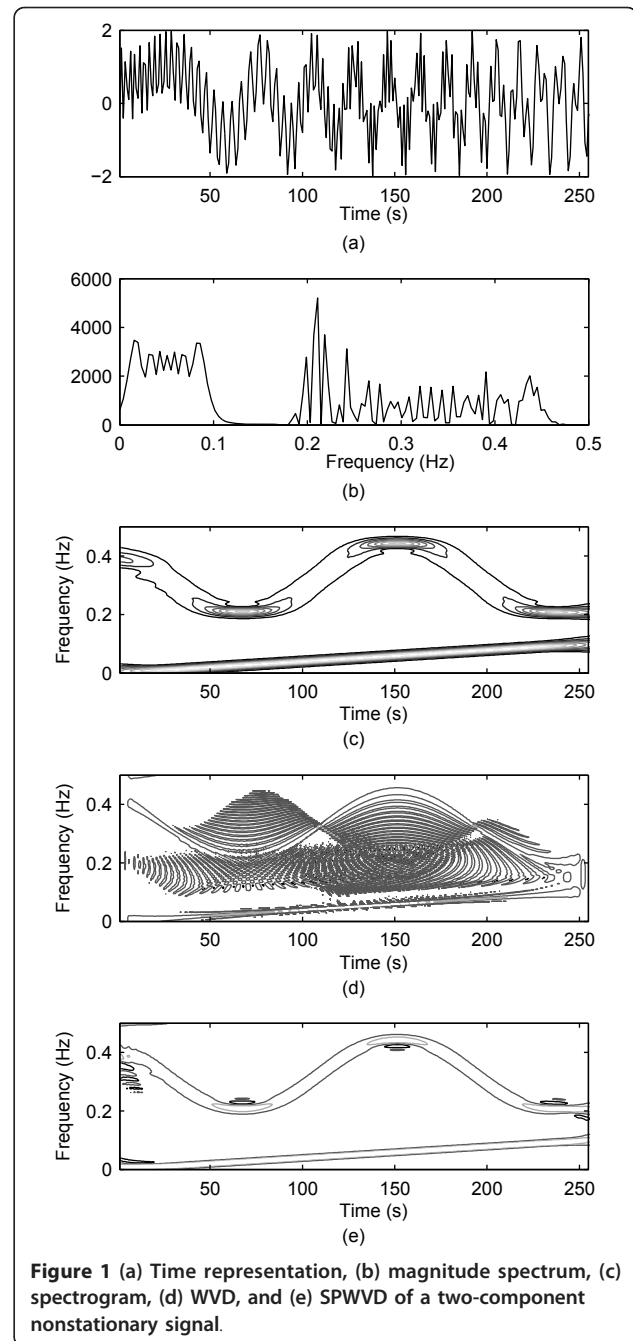 2
0
−2
50 100 150 200 250
Time (s)
(a)
6000
4000
2000
0
0 0.1 0.2 0.3 0.4 0.5
Frequency (Hz)
(b)
Frequency (Hz)
0.4
0.2
0
50 100 150 200 250
Time (s)
(c)
Frequency (Hz)
0.4
0.2
0
50 100 150 200 250
Time (s)
(d)
Frequency (Hz)
0.4
0.2
0
50 100 150 200 250
Time (s)
(e)
Figure 1 (a) Time representation, (b) magnitude spectrum, (c)
spectrogram, (d) WVD, and (e) SPWVD of a two-component
nonstationary signal.